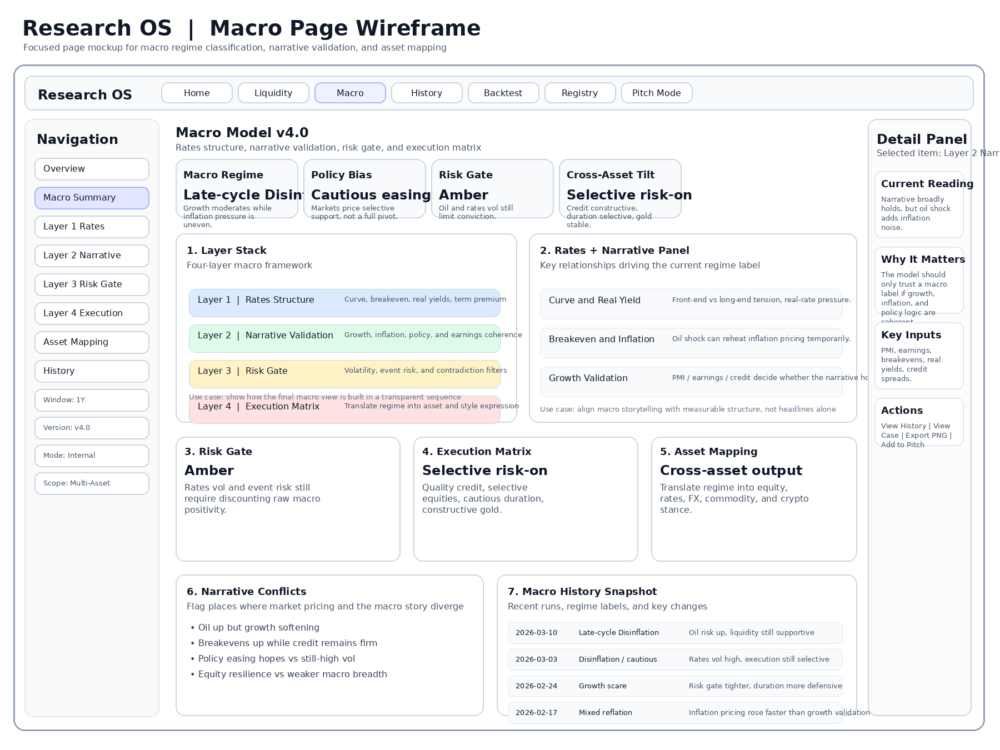 Research OS | Macro Page Wireframe
Focused page mockup for macro regime classification, narrative validation, and asset mapping
Research OS
Home
Liquidity
Macro
History
Backtest
Registry
Pitch Mode
Navigation
Overview
Macro Summary
Layer 1 Rates
Layer 2 Narrative
Layer 3 Risk Gate
Layer 4 Execution
Asset Mapping
History
Window: 1Y
Version: v4.0
Mode: Internal
Scope: Multi-Asset
Macro Model v4.0
Rates structure, narrative validation, risk gate, and execution matrix
Macro Regime
Late-cycle
Growth moderates while
inflation pressure is
uneven.
Policy Bias
Cautious easing
Markets price selective
support, not a full pivot.
Risk Gate
Amber
Oil and rates vol still
limit conviction.
Cross-Asset Tilt
Selective risk-on
Credit constructive,
duration selective, gold
stable.
1. Layer Stack
Four-layer macro framework
Layer 1 | Rates Structure
Curve, breakeven, real yields, term premium
Layer 2 | Narrative Validation
Growth, inflation, policy, and earnings coherence
Layer 3 | Risk Gate
Volatility, event risk, and contradiction filters
Use case: show how the final macro view is built in a transparent sequence
Layer 4 | Execution Matrix
Translate regime into asset and style expression
2. Rates + Narrative Panel
Key relationships driving the current regime label
Curve and Real Yield
Front-end vs long-end tension, real-rate pressure.
Breakeven and Inflation
Oil shock can reheat inflation pricing temporarily.
Growth Validation
PMI / earnings / credit decide whether the narrative
Use case: align macro storytelling with measurable structure, not headlines alone
3. Risk Gate
Amber
Rates vol and event risk still
require discounting raw macro
positivity.
4. Execution Matrix
Selective risk-on
Quality credit, selective
equities, cautious duration,
constructive gold.
5. Asset Mapping
Cross-asset output
Translate regime into equity,
rates, FX, commodity, and crypto
stance.
6. Narrative Conflicts
Flag places where market pricing and the macro story diverge
• Oil up but growth softening
• Breakevens up while credit remains firm
• Policy easing hopes vs still-high vol
• Equity resilience vs weaker macro breadth
7. Macro History Snapshot
Recent runs, regime labels, and key changes
2026-03-10 Late-cycle Disinflation Oil risk up, liquidity still supportive
2026-03-03 Disinflation / cautious Rates vol high, execution still selective
2026-02-24 Growth scare Risk gate tighter, duration more defensive
2026-02-17 Mixed reflation Inflation pricing rose faster than growth validation
Detail Panel
Selected item: Layer 2 Narr
Current Reading
Narrative broadly
holds, but oil shock
adds inflation
noise.
Why It Matters
The model should
only trust a macro
label if growth,
inflation, and
policy logic are
coherent.
Key Inputs
PMI, earnings,
breakevens, real
yields, credit
spreads.
Actions
View History | View
Case | Export PNG |
Add to Pitch